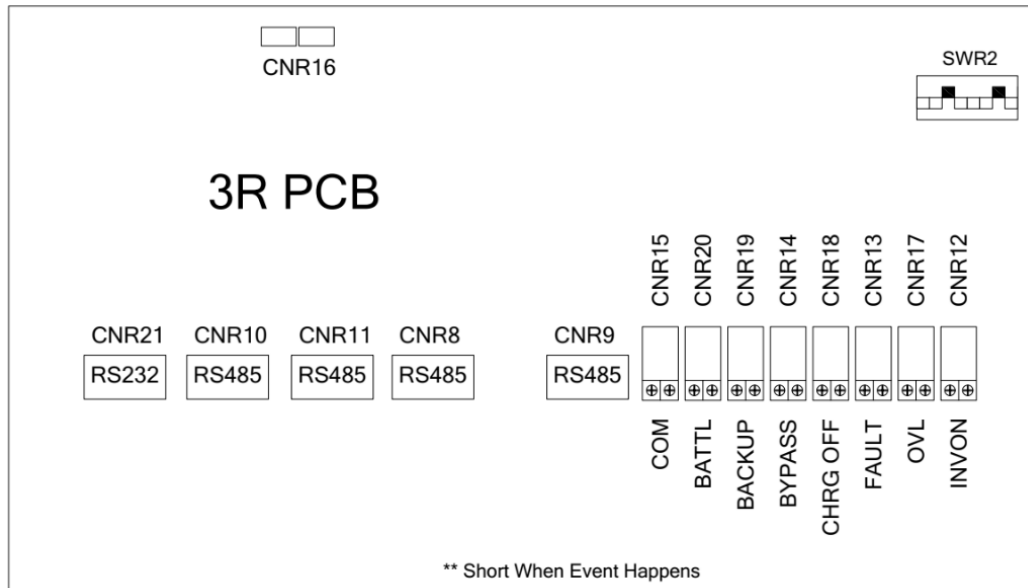 CNR16
SWR2
3R PCB
CNR15
CNR20
CNR19
CNR14
CNR18
CNR13
CNR17
CNR12
CNR21
CNR10
CNR11
CNR8
CNR9
RS232
RS485
RS485
RS485
RS485
COM
BATTL
BACKUP
BYPASS
CHRG OFF
FAULT
OVL
INVON
** Short When Event Happens